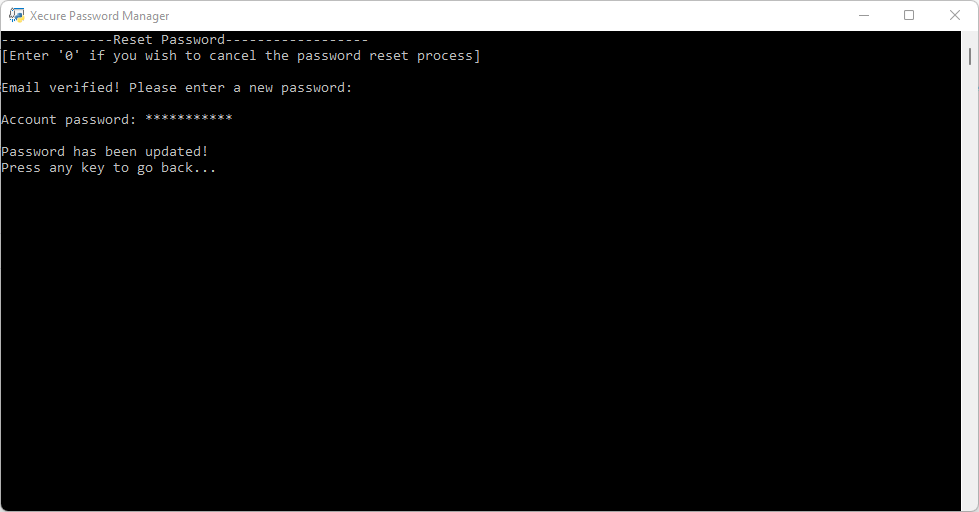 Xecure Password Manager
--------------Reset Password------------------
[Enter '0' if you wish to cancel the password reset process]
Email verified! Please enter a new password:
Account password: ***********
Password has been updated!
Press any key to go back...